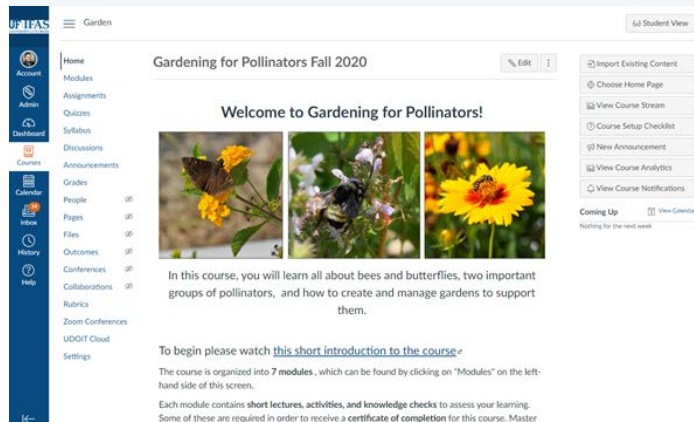 UF IFAS
Garden
Student View
Account
Admin
Dashboard
Courses
Calendar
Inbox
History
Help
Home
Modules
Assignments
Quizzes
Syllabus
Discussions
Announcements
Grades
People
Pages
Files
Outcomes
Conferences
Collaborations
Rubrics
Zoom Conferences
UDOIT Cloud
Settings
Gardening for Pollinators Fall 2020
Edit
Welcome to Gardening for Pollinators!
In this course, you will learn all about bees and butterflies, two important
groups of pollinators, and how to create and manage gardens to support
them.
To begin please watch this short introduction to the course
The course is organized into 7 modules , which can be found by clicking on "Modules" on the left-
hand side of this screen.
Each module contains short lectures, activities, and knowledge checks to assess your learning.
Some of these are required in order to receive a certificate of completion for this course. Master
Import Existing Content
Choose Home Page
View Course Stream
Course Setup Checklist
New Announcement
View Course Analytics
View Course Notifications
Coming Up
View Calendar
Nothing for the next week